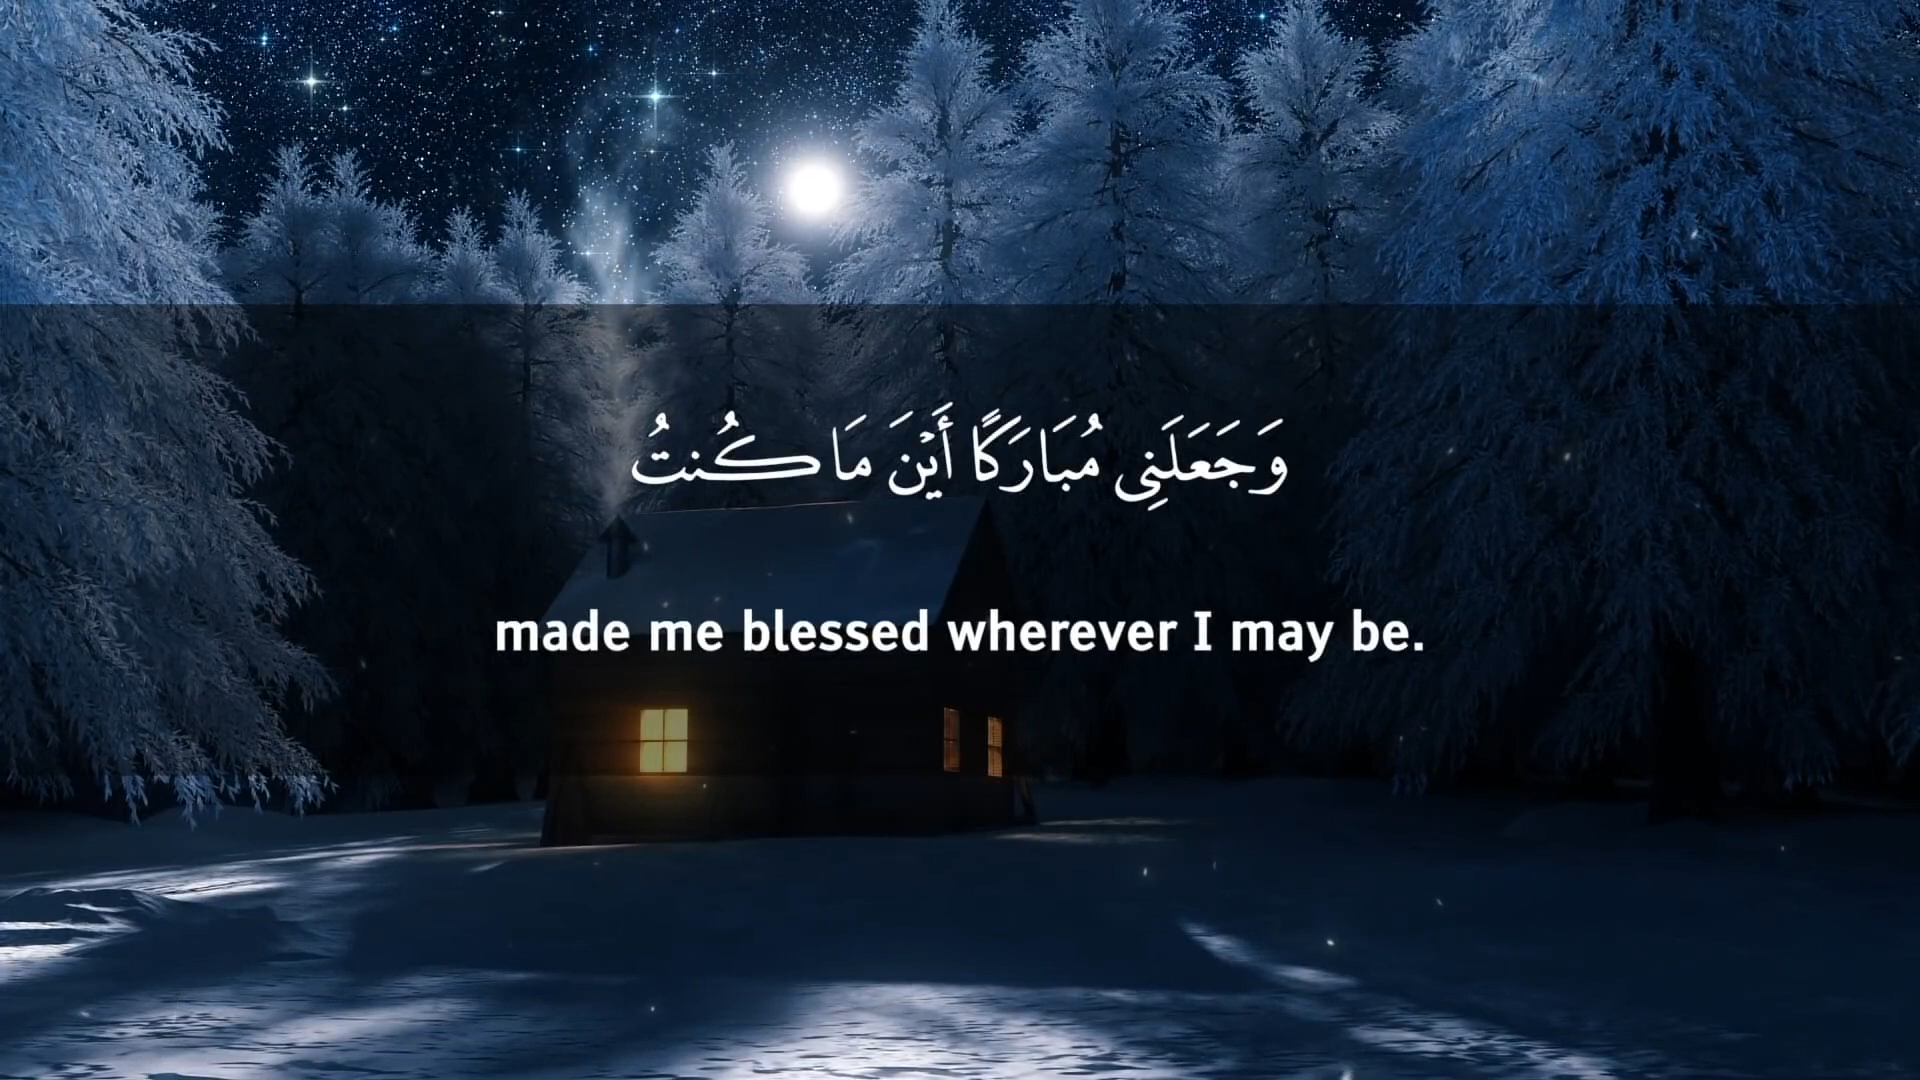 وَجَعَلَنِى مُبَارَكًا أَيْنَ مَا كُنتُ
made me blessed wherever I may be.